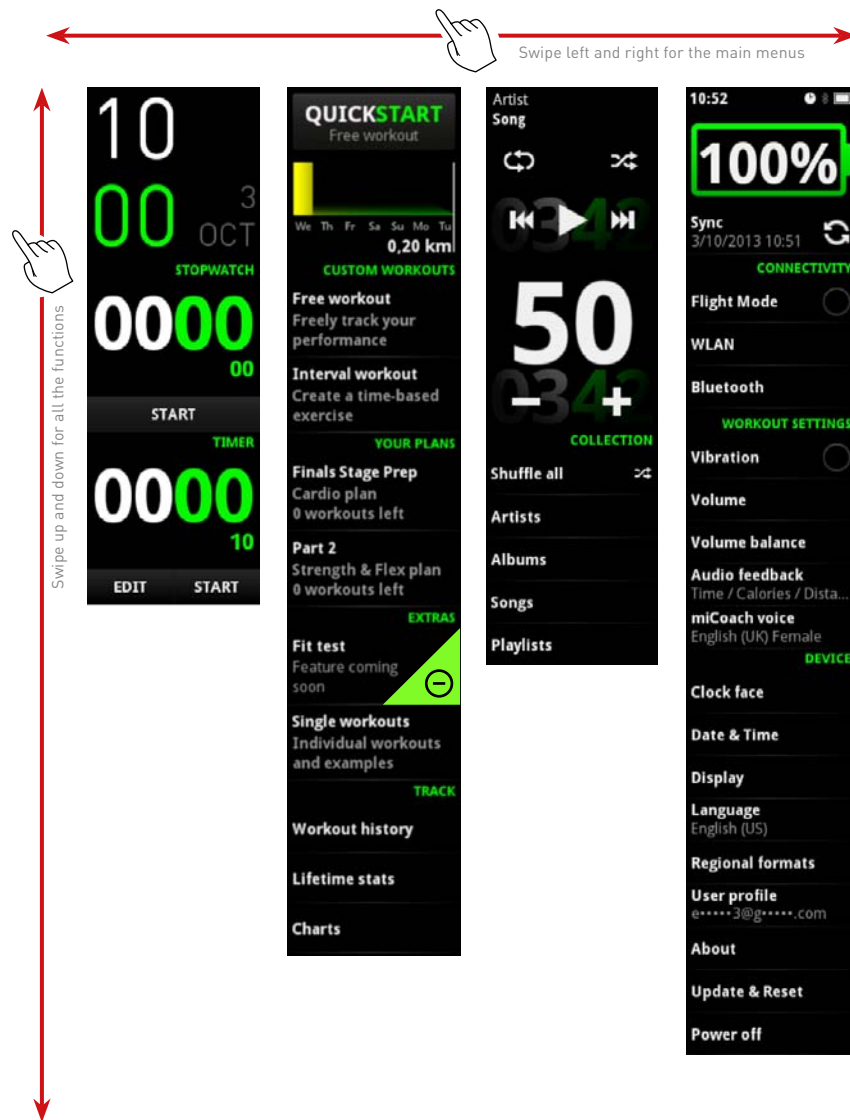 Swipe left and right for the main menus
Swipe up and down for all the functions
10
00
3
OCT
STOPWATCH
0000
00
START
TIMER
0000
10
EDIT START
QUICKSTART
Free workout
We Th Fr Sa Su Mo Tu
0,20 km
CUSTOM WORKOUTS
Free workout
Freely track your
performance
Interval workout
Create a time-based
exercise
YOUR PLANS
Finals Stage Prep
Cardio plan
0 workouts left
Part 2
Strength & Flex plan
0 workouts left
EXTRAS
Fit test
Feature coming
soon
Single workouts
Individual workouts
and examples
TRACK
Workout history
Lifetime stats
Charts
Artist
Song
0342
50
0342
COLLECTION
Shuffle all
Artists
Albums
Songs
Playlists
10:52
100%
Sync
3/10/2013 10:51
CONNECTIVITY
Flight Mode
WLAN
Bluetooth
WORKOUT SETTINGS
Vibration
Volume
Volume balance
Audio feedback
Time / Calories / Dista...
miCoach voice
English (UK) Female
DEVICE
Clock face
Date & Time
Display
Language
English (US)
Regional formats
User profile
e•••••3@g•••••.com
About
Update & Reset
Power off